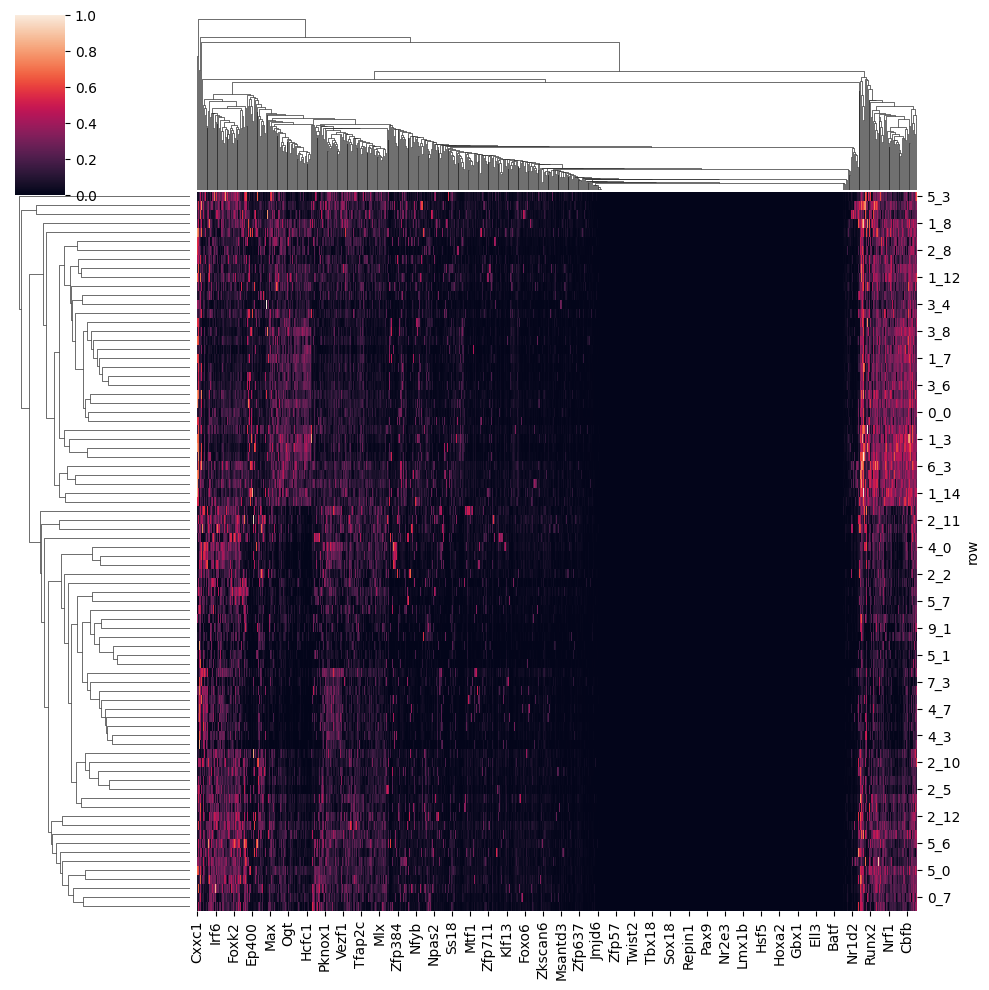 1.0
0.8
0.6
0.4
0.2
0.0
5_3
1_8
2_8
1_12
3_4
3_8
1_7
3_6
0_0
1_3
6_3
1_14
2_11
4_0
2_2
5_7
9_1
5_1
7_3
4_7
4_3
2_10
2_5
2_12
5_6
5_0
0_7
row
Cxxc1
Irf6
Foxk2
Ep400
Max
Ogt
Hcfc1
Pknox1
Vezf1
Tfap2c
Mlx
Zfp384
Nfyb
Npas2
Ss18
Mtf1
Zfp711
Klf13
Foxo6
Zkscan6
Msantd3
Zfp637
Jmjd6
Zfp57
Twist2
Tbx18
Sox18
Repin1
Pax9
Nr2e3
Lmx1b
Hsf5
Hoxa2
Gbx1
Ell3
Batf
Nr1d2
Runx2
Nrf1
Cbfb